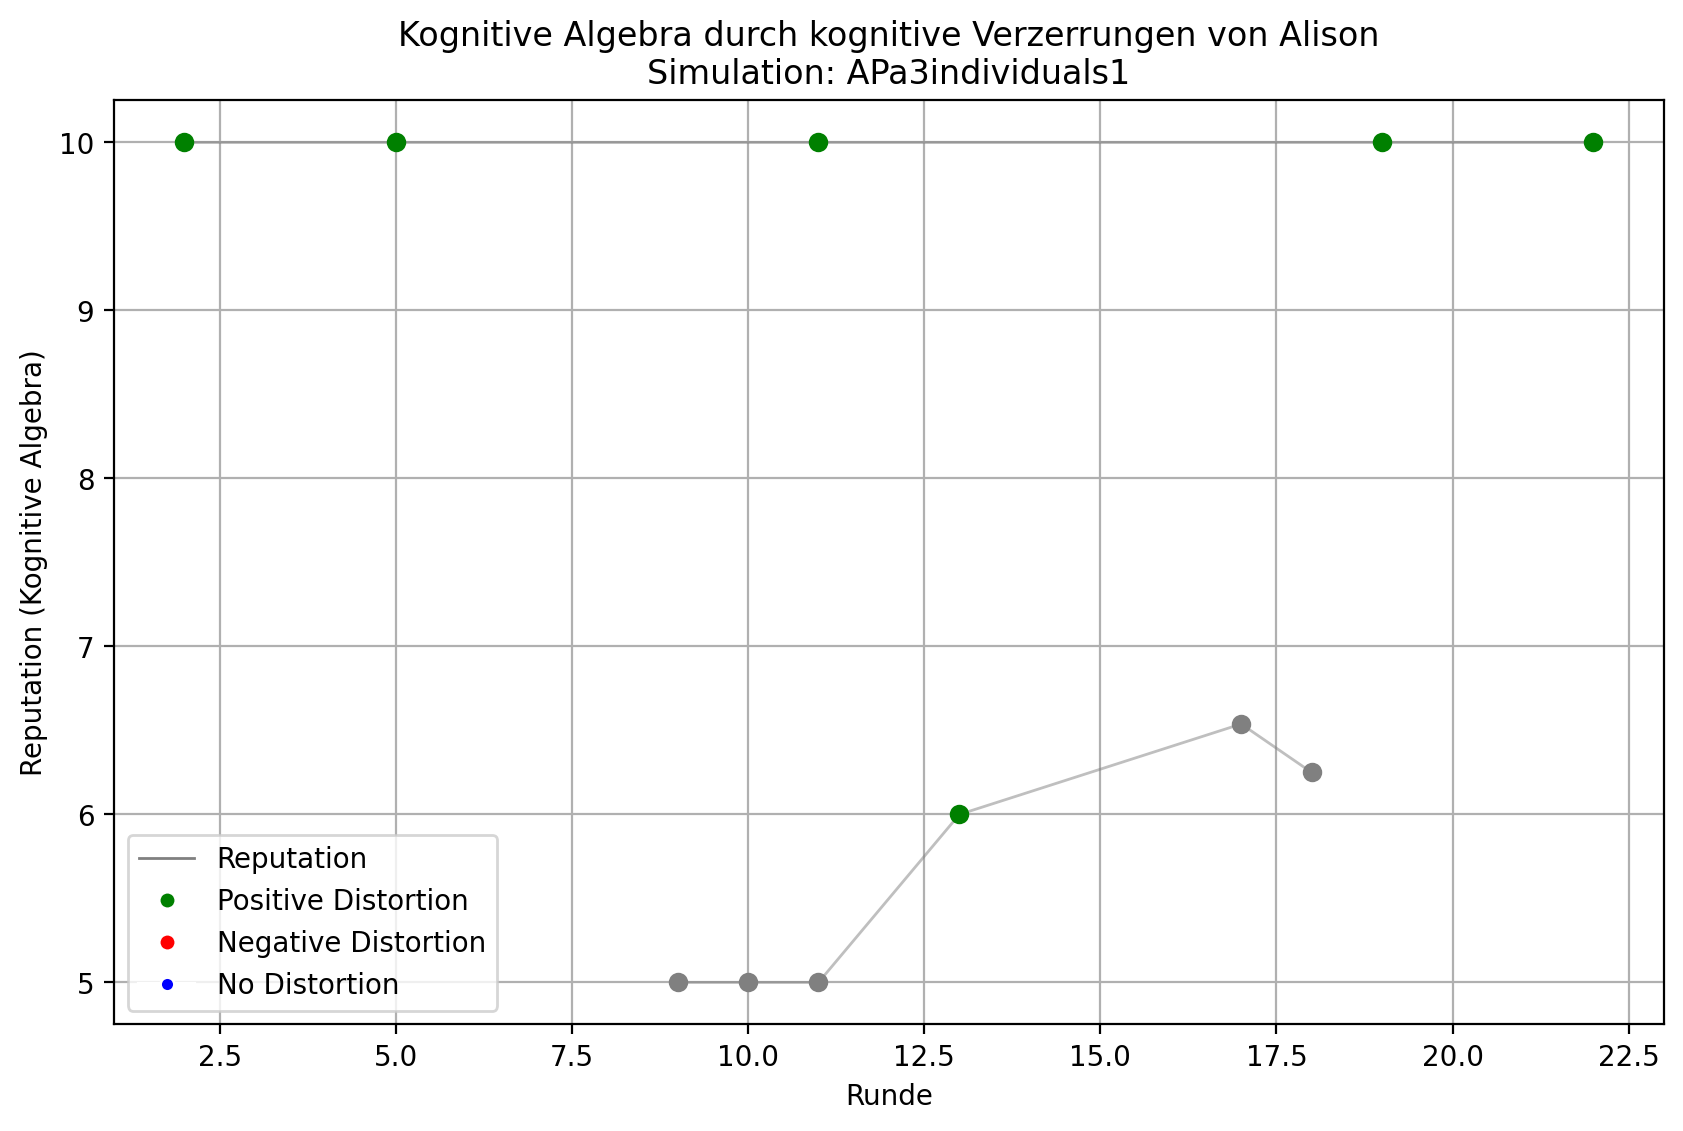 Kognitive Algebra durch kognitive Verzerrungen von Alison
Simulation: APa3individuals1
Reputation (Kognitive Algebra)
10
9
8
7
6
5
Reputation
Positive Distortion
Negative Distortion
No Distortion
2.5 5.0 7.5 10.0 12.5 15.0 17.5 20.0 22.5
Runde